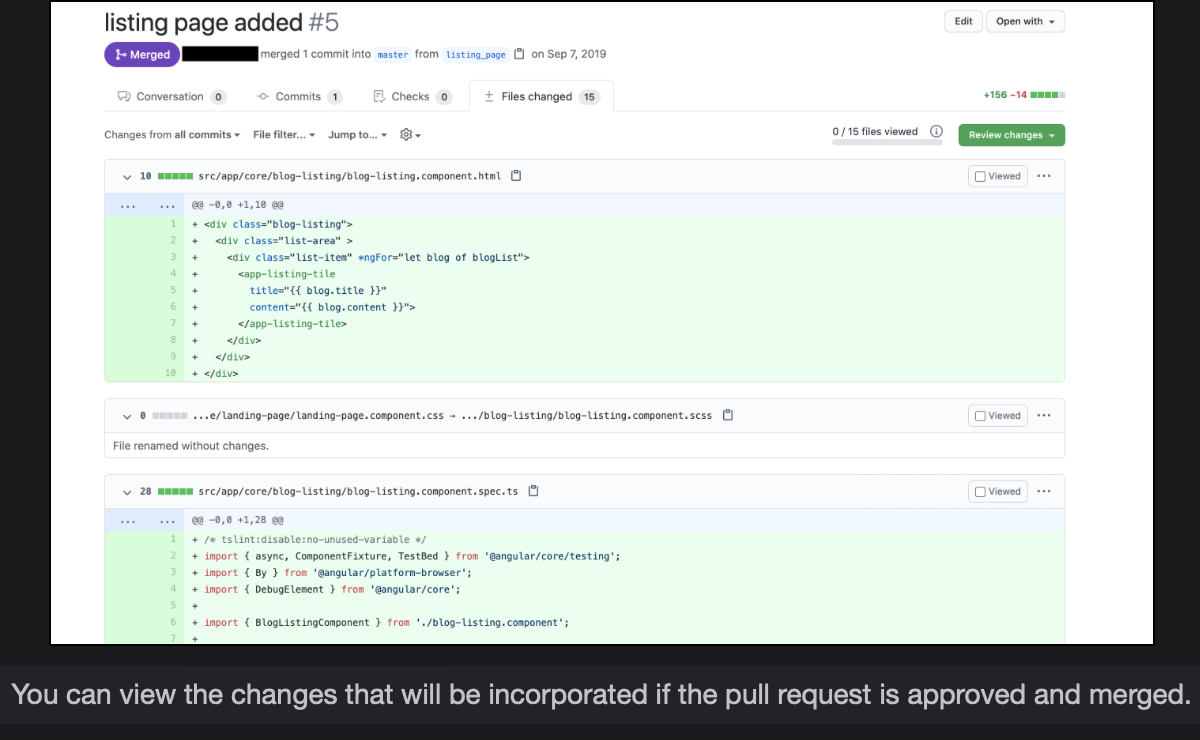 listing page added #5
Edit
Open with
Merged merged 1 commit into master from listing_page on Sep 7, 2019
Conversation 0
Commits 1
Checks 0
Files changed 15
+156 −14
Changes from all commits
File filter...
Jump to...
0 / 15 files viewed
Review changes
10 src/app/core/blog-listing/blog-listing.component.html
Viewed
...
... ... @@ -0,0 +1,10 @@
1 + <div class="blog-listing">
2 + <div class="list-area" >
3 + <div class="list-item" *ngFor="let blog of blogList">
4 + <app-listing-tile
5 + title="{{ blog.title }}"
6 + content="{{ blog.content }}">
7 + </app-listing-tile>
8 + </div>
9 + </div>
10 + </div>
0 ...e/landing-page/landing-page.component.css → .../blog-listing/blog-listing.component.scss
Viewed
...
File renamed without changes.
28 src/app/core/blog-listing/blog-listing.component.spec.ts
Viewed
...
... ... @@ -0,0 +1,28 @@
1 + /* tslint:disable:no-unused-variable */
2 + import { async, ComponentFixture, TestBed } from '@angular/core/testing';
3 + import { By } from '@angular/platform-browser';
4 + import { DebugElement } from '@angular/core';
5 +
6 + import { BlogListingComponent } from './blog-listing.component';
7 +
You can view the changes that will be incorporated if the pull request is approved and merged.